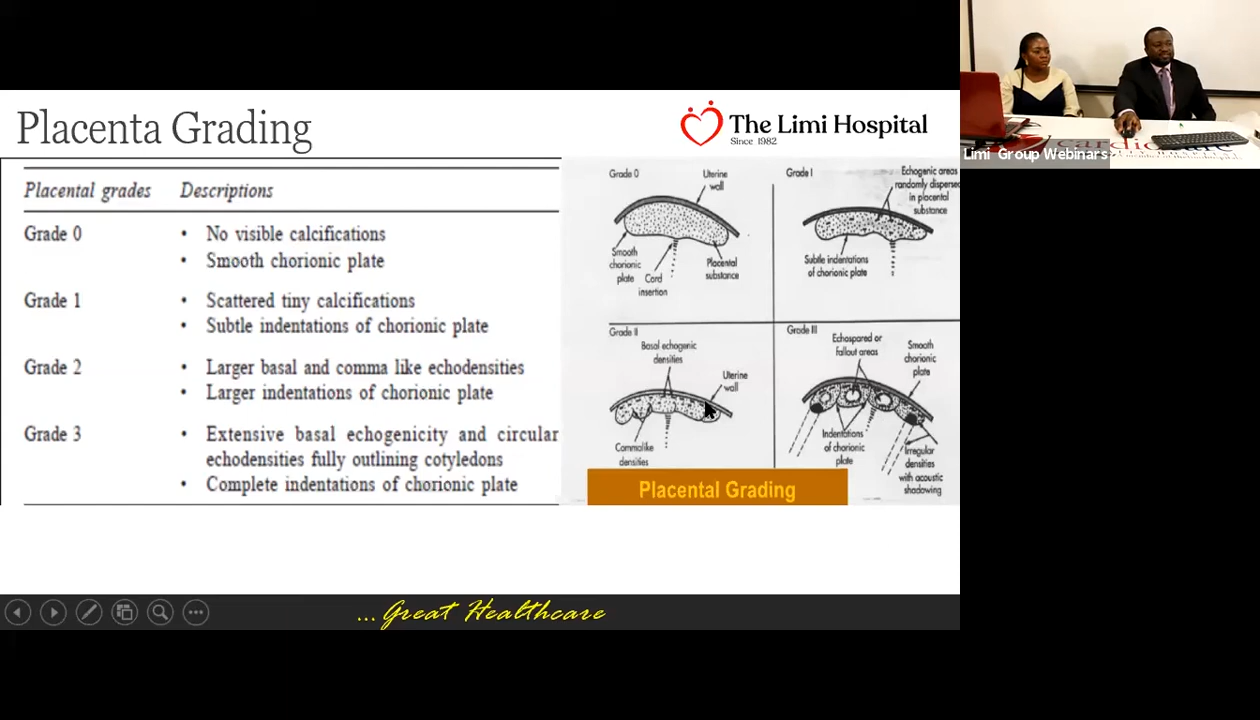 Placenta Grading
The Limi Hospital
Since 1982
Placental grades Descriptions
Grade 0
• No visible calcifications
• Smooth chorionic plate
Grade 1
• Scattered tiny calcifications
• Subtle indentations of chorionic plate
Grade 2
• Larger basal and comma like echodensities
• Larger indentations of chorionic plate
Grade 3
• Extensive basal echogenicity and circular
echodensities fully outlining cotyledons
• Complete indentations of chorionic plate
Grade 0
Uterine
wall
Smooth
chorionic
plate
Cord
insertion
Placental
substance
Grade I
Echogenic areas
randomly dispersed
in placental
substance
Subtle indentations
of chorionic plate
Grade II
Basal echogenic
densities
Uterine
wall
Commalike
densities
Grade III
Echospared or
fallout areas
Smooth
chorionic
plate
Indentations
of chorionic
plate
Irregular
densities
with acoustic
shadowing
Placental Grading
... Great Healthcare
Limi Group Webinars